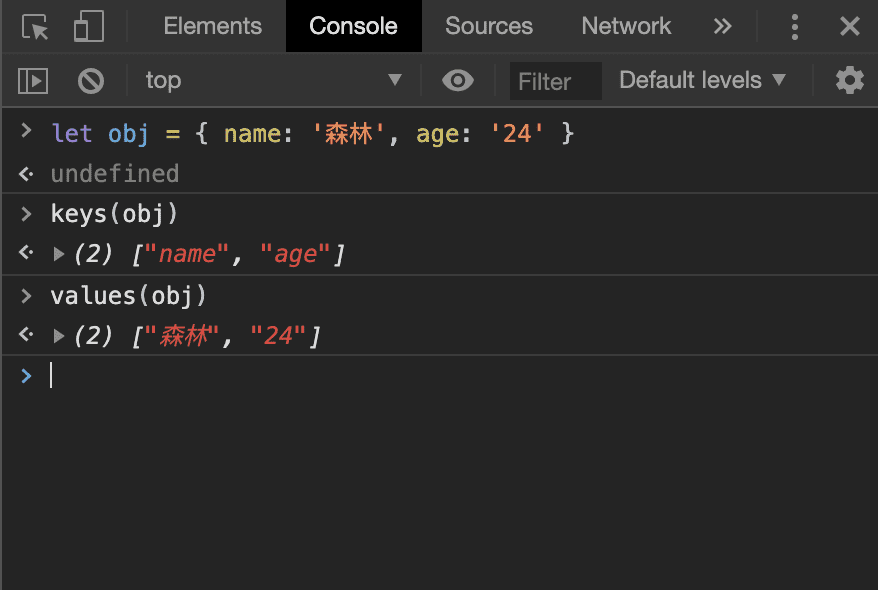 Elements Console Sources Network
top Filter Default levels
let obj = { name: '森林', age: '24' }
undefined
keys(obj)
(2) ["name", "age"]
values(obj)
(2) ["森林", "24"]